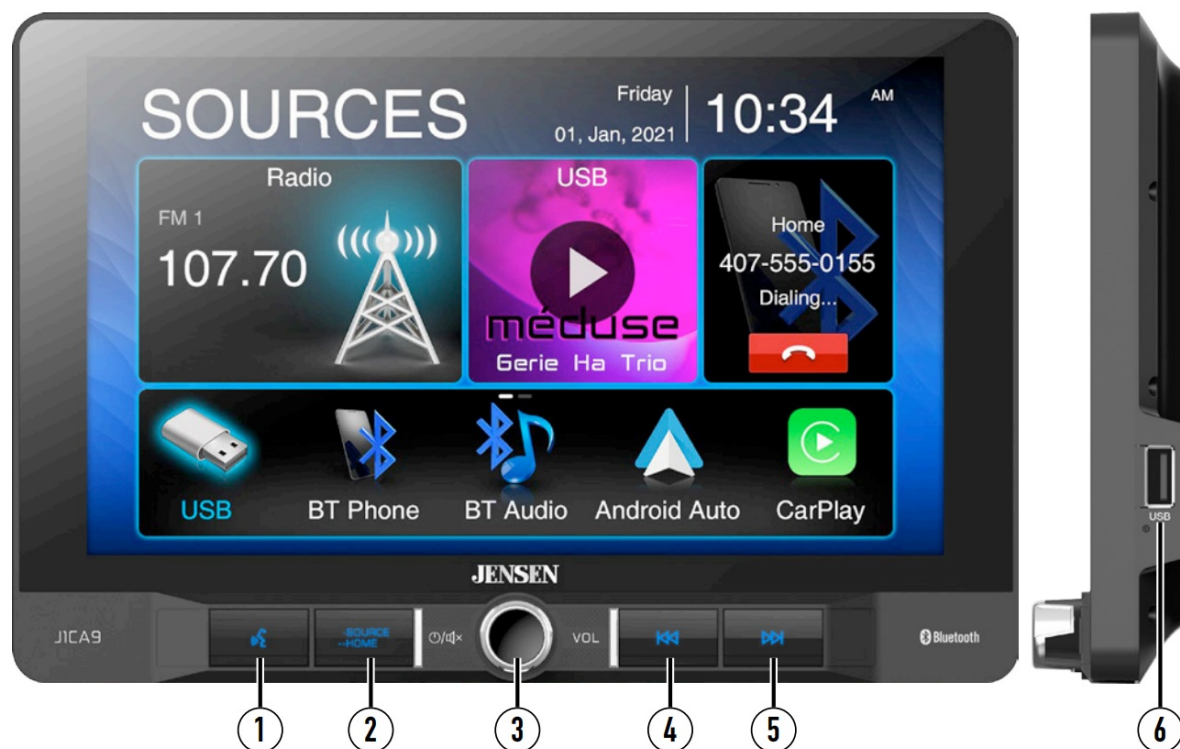 SOURCES
Friday
01, Jan, 2021
10:34
AM
Radio
FM 1
107.70
USB
méduse
Gerie Ha Trio
Home
407-555-0155
Dialing...
USB
BT Phone
BT Audio
Android Auto
CarPlay
JENSEN
J1CA9
-SOURCE
--HOME
VOL
Bluetooth
USB
1
2
3
4
5
6